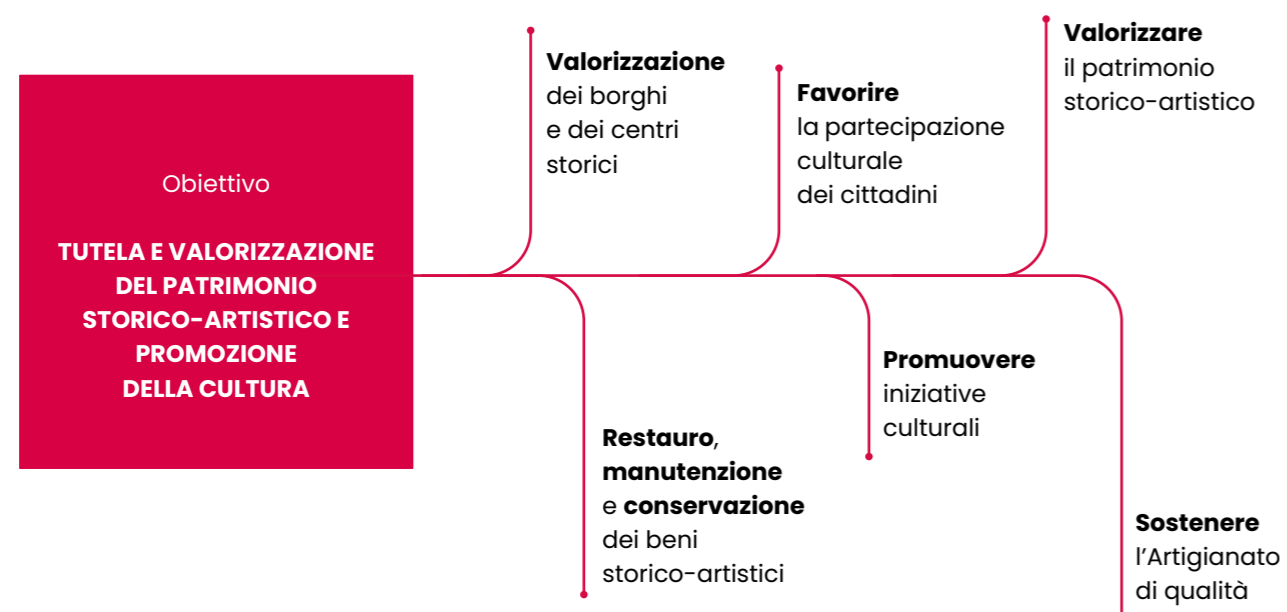 Obiettivo
TUTELA E VALORIZZAZIONE
DEL PATRIMONIO
STORICO-ARTISTICO E
PROMOZIONE
DELLA CULTURA
Valorizzazione
dei borghi
e dei centri
storici
Favorire
la partecipazione
culturale
dei cittadini
Valorizzare
il patrimonio
storico-artistico
Restauro,
manutenzione
e conservazione
dei beni
storico-artistici
Promuovere
iniziative
culturali
Sostenere
l’Artigianato
di qualità